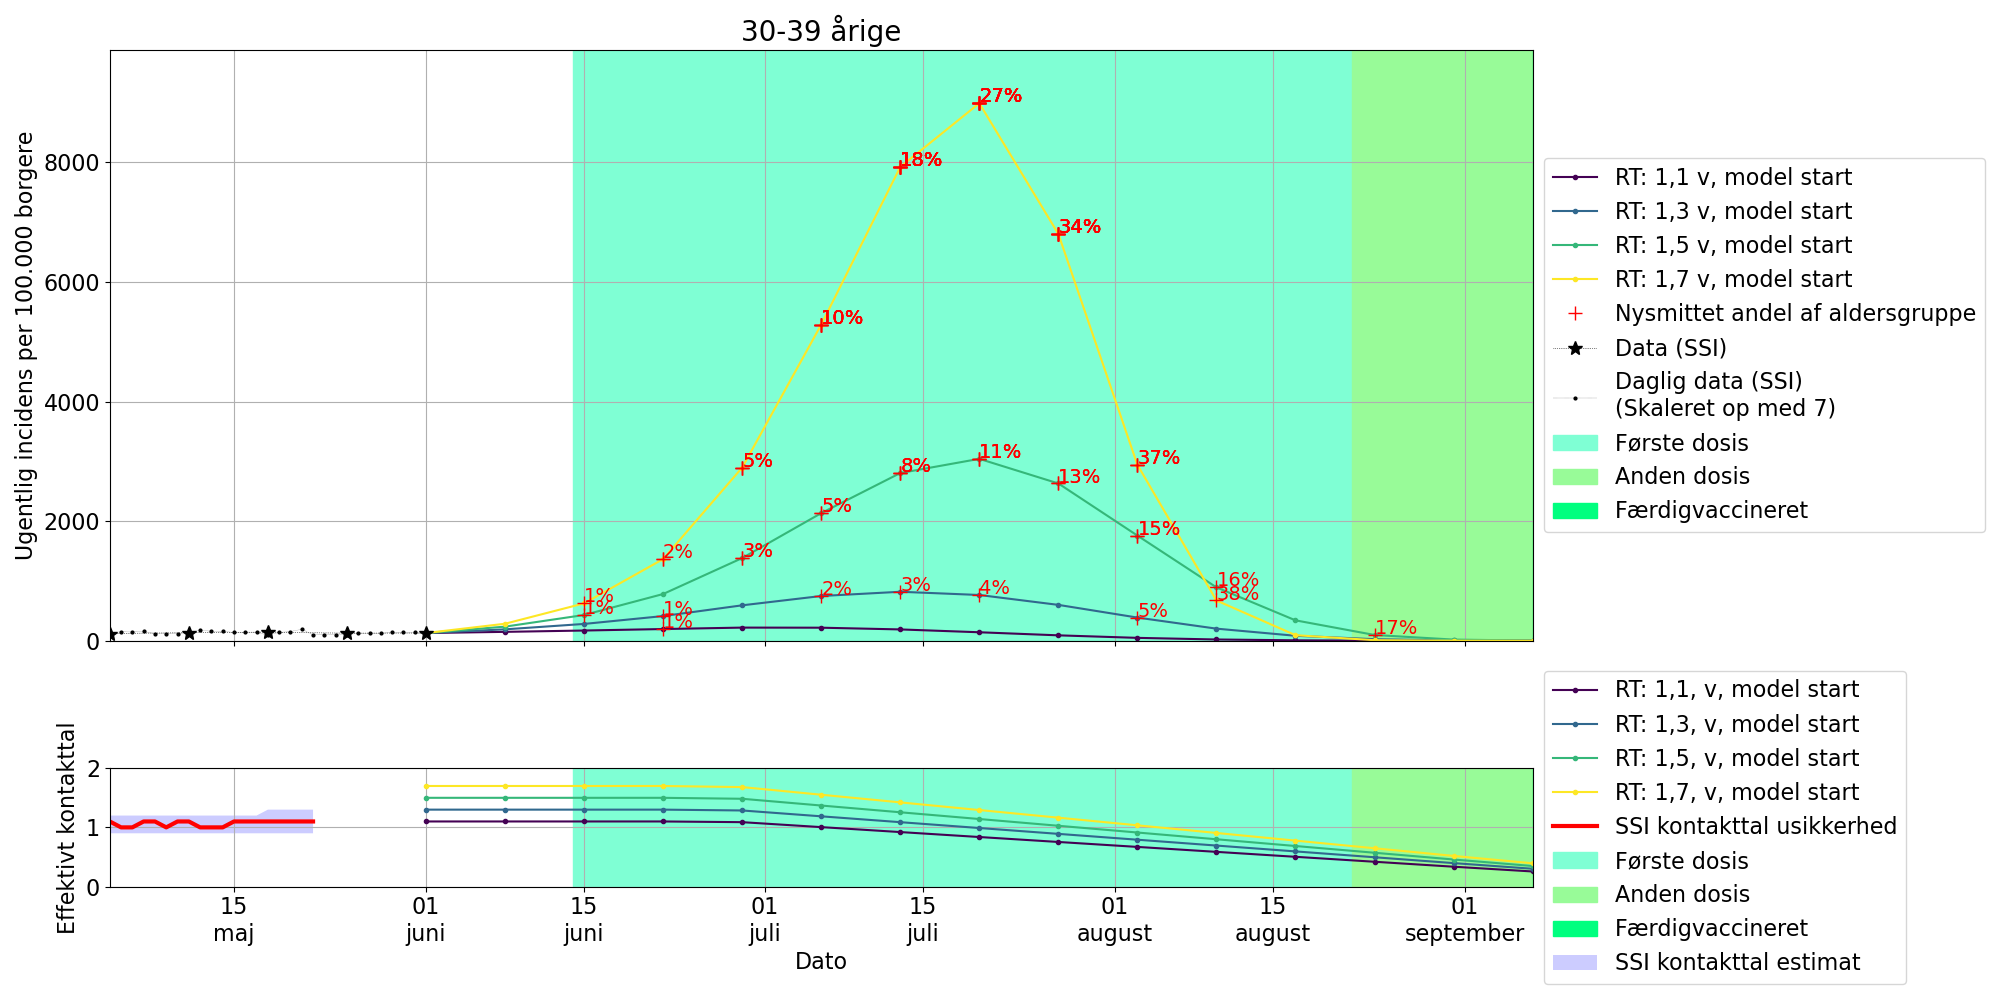 30-39 årige
Ugentlig incidens per 100.000 borgere
8000
6000
4000
2000
0
27%
18%
34%
10%
5%
11%
37%
8%
13%
5%
3%
15%
2%
1%
1%
1%
1%
2%
3%
4%
5%
16%
38%
17%
RT: 1,1 v, model start
RT: 1,3 v, model start
RT: 1,5 v, model start
RT: 1,7 v, model start
Nysmittet andel af aldersgruppe
Data (SSI)
Daglig data (SSI)
(Skaleret op med 7)
Første dosis
Anden dosis
Færdigvaccineret
Effektivt kontakttal
2
1
0
15 01 15 01 15 01 15 01
maj juni juni juli juli august august september
Dato
RT: 1,1, v, model start
RT: 1,3, v, model start
RT: 1,5, v, model start
RT: 1,7, v, model start
SSI kontakttal usikkerhed
Første dosis
Anden dosis
Færdigvaccineret
SSI kontakttal estimat